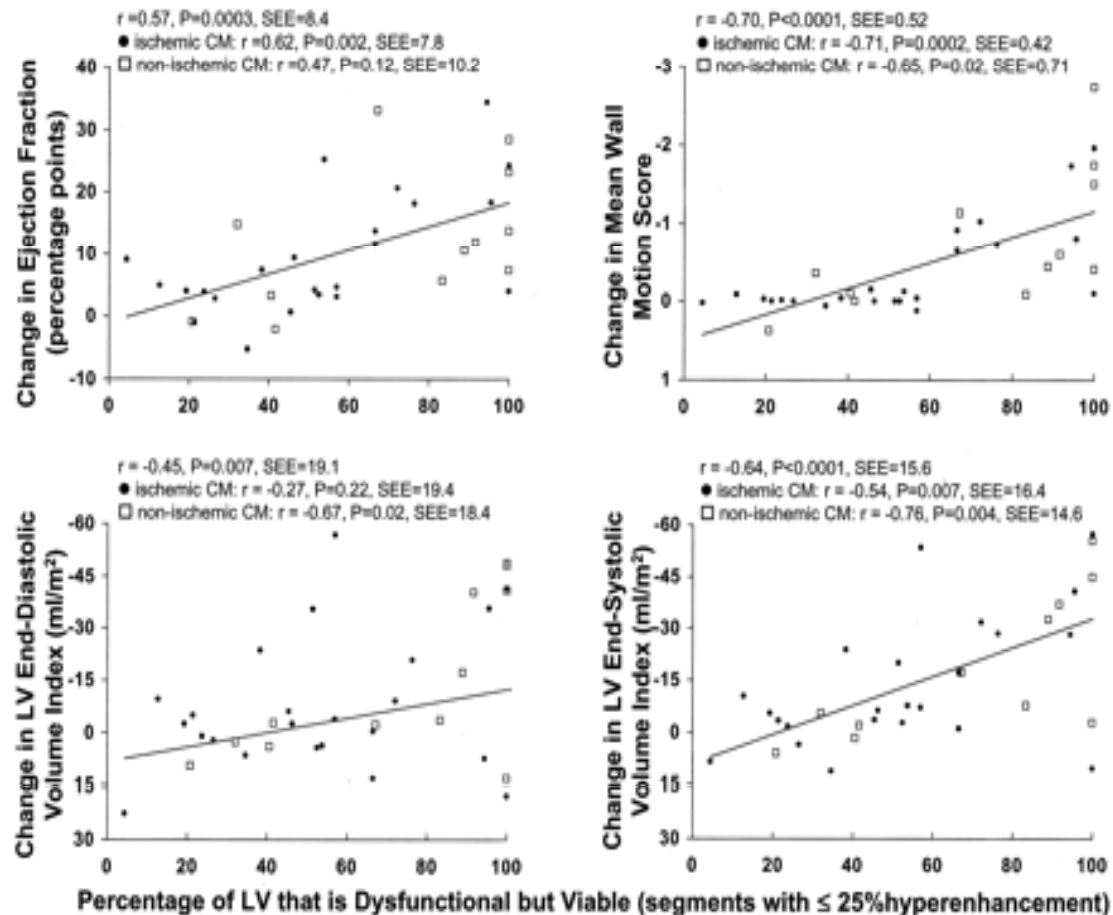 r =0.57, P=0.0003, SEE=8.4
● ischemic CM: r =0.62, P=0.002, SEE=7.8
□ non-ischemic CM: r =0.47, P=0.12, SEE=10.2
Change in Ejection Fraction
(percentage points)
40
30
20
10
0
-10
0 20 40 60 80 100
r = -0.70, P<0.0001, SEE=0.52
● ischemic CM: r = -0.71, P=0.0002, SEE=0.42
□ non-ischemic CM: r = -0.65, P=0.02, SEE=0.71
Change in Mean Wall
Motion Score
-3
-2
-1
0
1
0 20 40 60 80 100
r = -0.45, P=0.007, SEE=19.1
● ischemic CM: r = -0.27, P=0.22, SEE=19.4
□ non-ischemic CM: r = -0.67, P=0.02, SEE=18.4
Change in LV End-Diastolic
Volume Index (ml/m²)
-60
-45
-30
-15
0
15
30
0 20 40 60 80 100
r = -0.64, P<0.0001, SEE=15.6
● ischemic CM: r = -0.54, P=0.007, SEE=16.4
□ non-ischemic CM: r = -0.76, P=0.004, SEE=14.6
Change in LV End-Systolic
Volume Index (ml/m²)
-60
-45
-30
-15
0
15
30
0 20 40 60 80 100
Percentage of LV that is Dysfunctional but Viable (segments with ≤ 25%hyperenhancement)